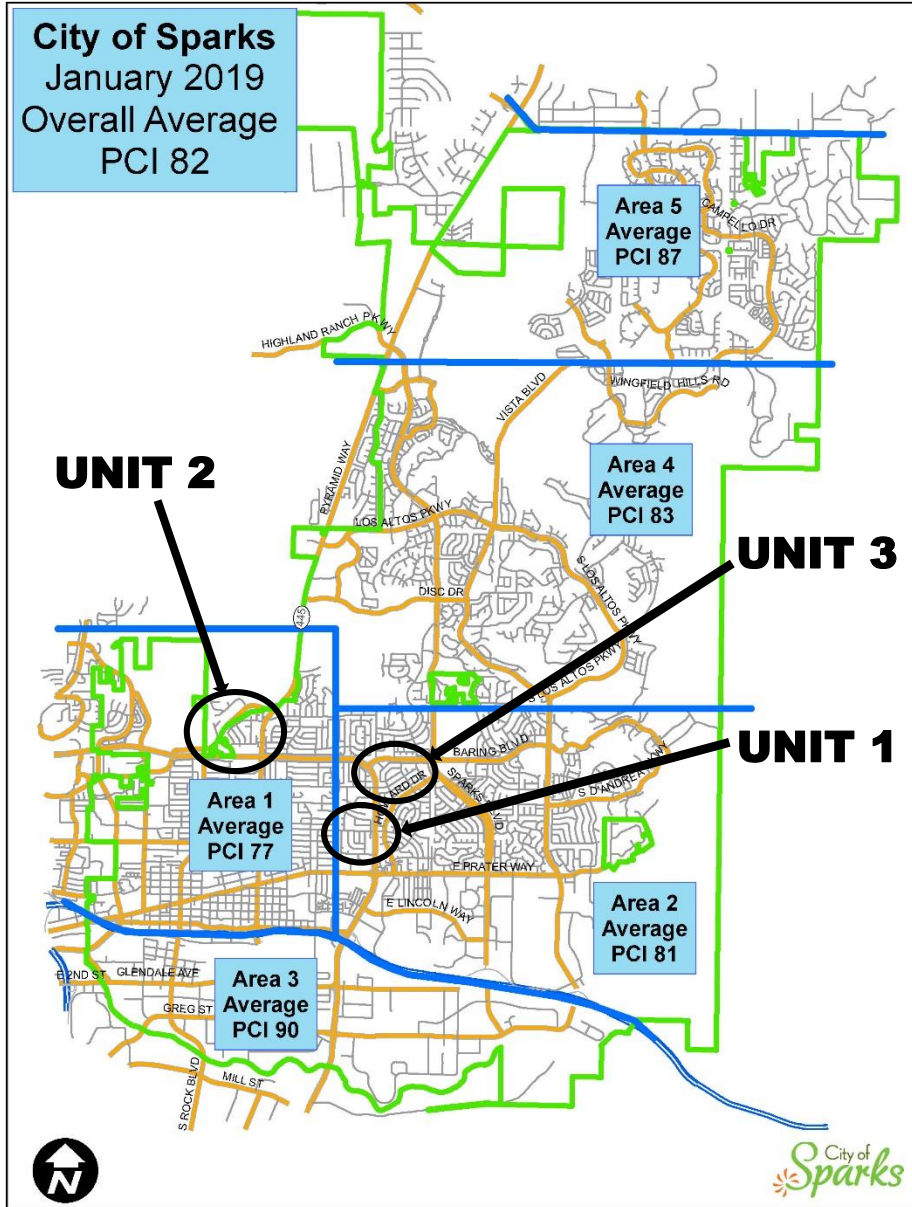 City of Sparks
January 2019
Overall Average
PCI 82
Area 5
Average
PCI 87
CAMPELLO DR
HIGHLAND RANCH PKWY
WINGFIELD HILLS RD
VISTA BLVD
PYRAMID WAY
Area 4
Average
PCI 83
UNIT 2
LOS ALTOS PKWY
UNIT 3
S LOS ALTOS PKWY
DISC DR
445
S LOS ALTOS PKWY
BARING BLVD
UNIT 1
HOWARD DR
SPARKS BLVD
S D'ANDREA PKWY
Area 1
Average
PCI 77
E PRATER WAY
E LINCOLN WAY
Area 2
Average
PCI 81
E 2ND ST
GLENDALE AVE
Area 3
Average
PCI 90
GREG ST
MILL ST
S ROCK BLVD
N
City of
Sparks